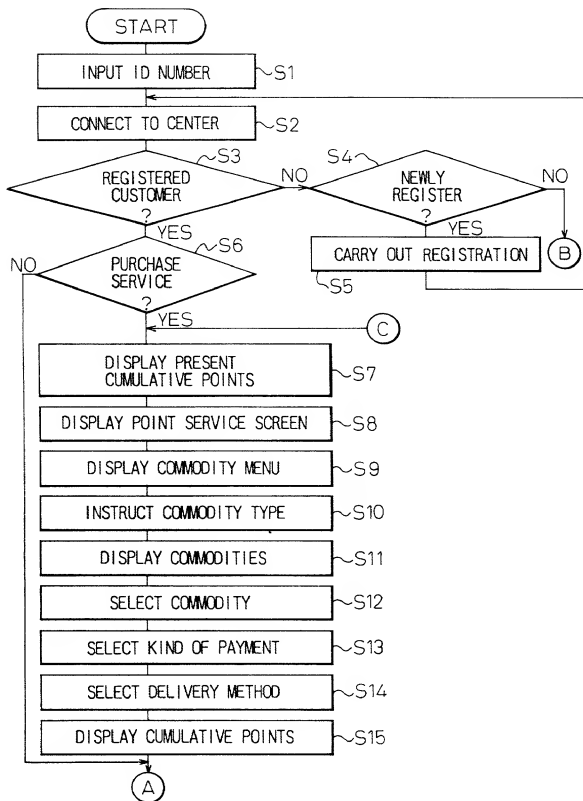 START
INPUT ID NUMBER S1
CONNECT TO CENTER S2
S3
REGISTERED
CUSTOMER
?
NO
YES
S4
NEWLY
REGISTER
?
NO
YES
CARRY OUT REGISTRATION
S5
B
S6
PURCHASE
SERVICE
?
NO
YES
C
DISPLAY PRESENT
CUMULATIVE POINTS
S7
DISPLAY POINT SERVICE SCREEN S8
DISPLAY COMMODITY MENU S9
INSTRUCT COMMODITY TYPE S10
DISPLAY COMMODITIES S11
SELECT COMMODITY S12
SELECT KIND OF PAYMENT S13
SELECT DELIVERY METHOD S14
DISPLAY CUMULATIVE POINTS S15
A